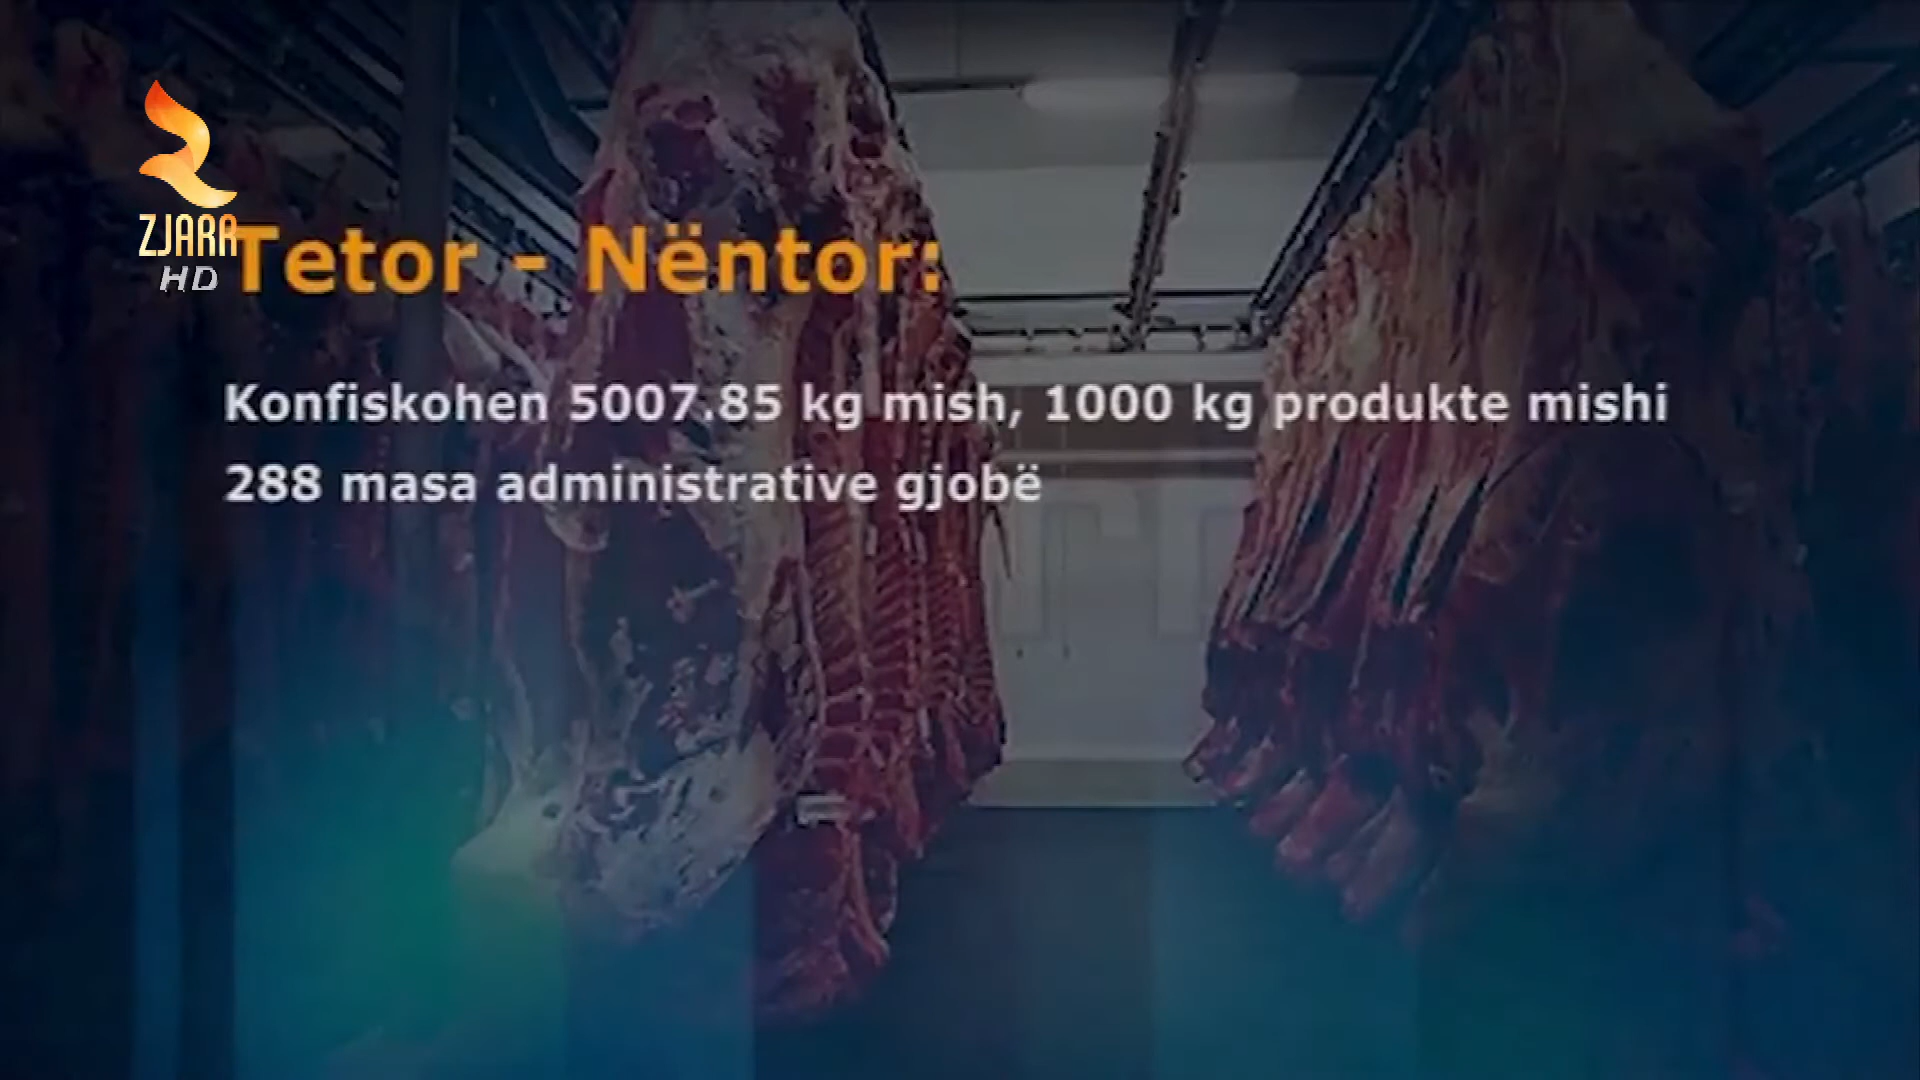 ZJARR
HD
Tetor - Nëntor:
Konfiskohen 5007.85 kg mish, 1000 kg produkte mishi
288 masa administrative gjobë